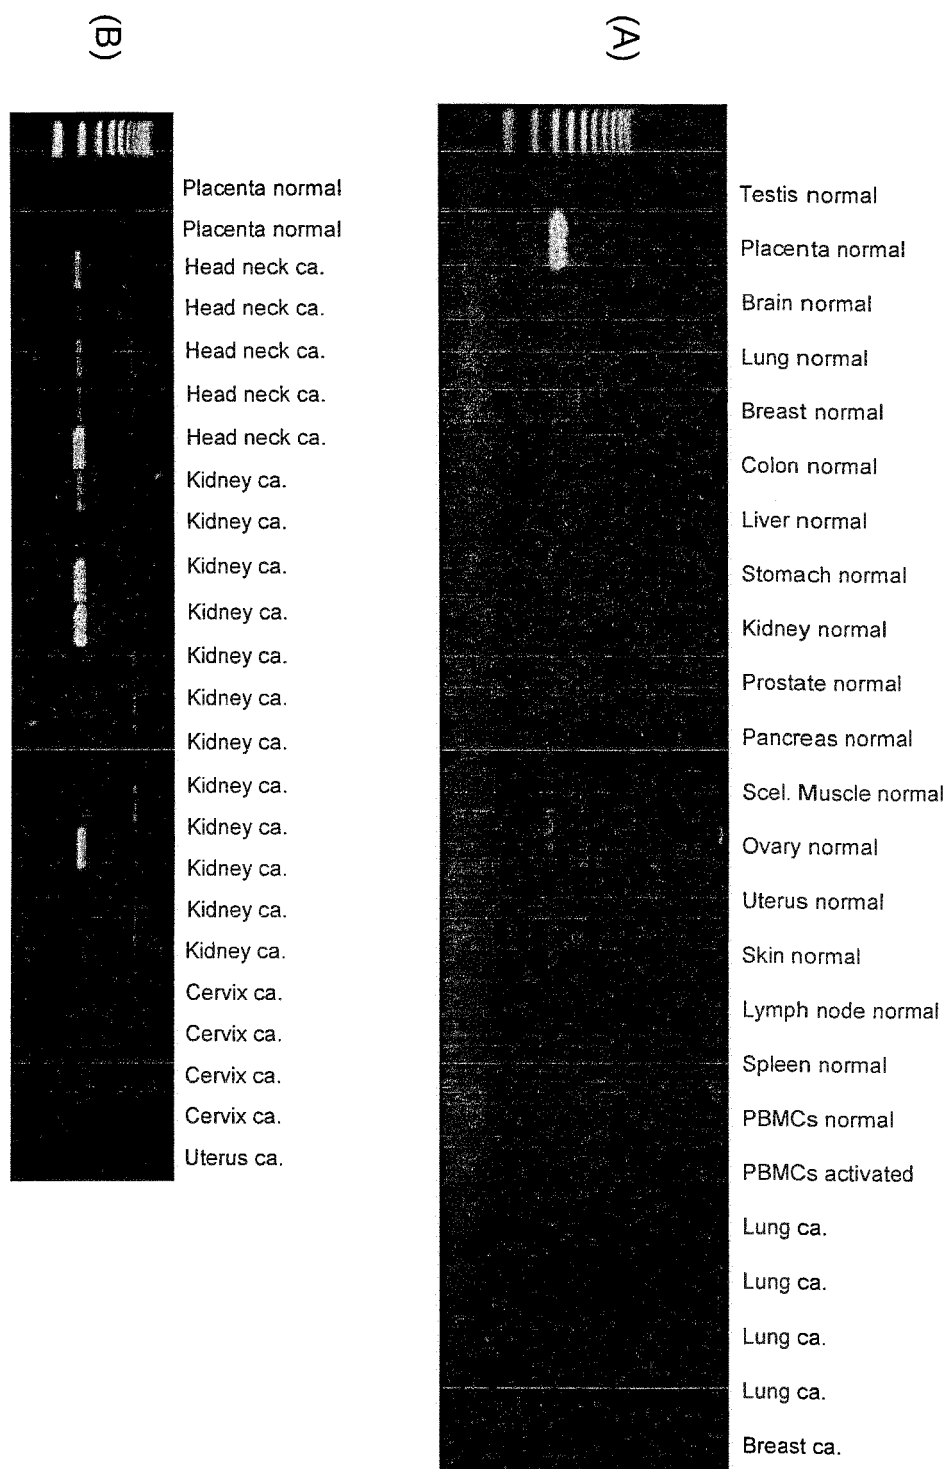 (A)
Testis normal
Placenta normal
Brain normal
Lung normal
Breast normal
Colon normal
Liver normal
Stomach normal
Kidney normal
Prostate normal
Pancreas normal
Scel. Muscle normal
Ovary normal
Uterus normal
Skin normal
Lymph node normal
Spleen normal
PBMCs normal
PBMCs activated
Lung ca.
Lung ca.
Lung ca.
Lung ca.
Breast ca.
(B)
Placenta normal
Placenta normal
Head neck ca.
Head neck ca.
Head neck ca.
Head neck ca.
Head neck ca.
Kidney ca.
Kidney ca.
Kidney ca.
Kidney ca.
Kidney ca.
Kidney ca.
Kidney ca.
Kidney ca.
Kidney ca.
Kidney ca.
Kidney ca.
Kidney ca.
Cervix ca.
Cervix ca.
Cervix ca.
Cervix ca.
Uterus ca.